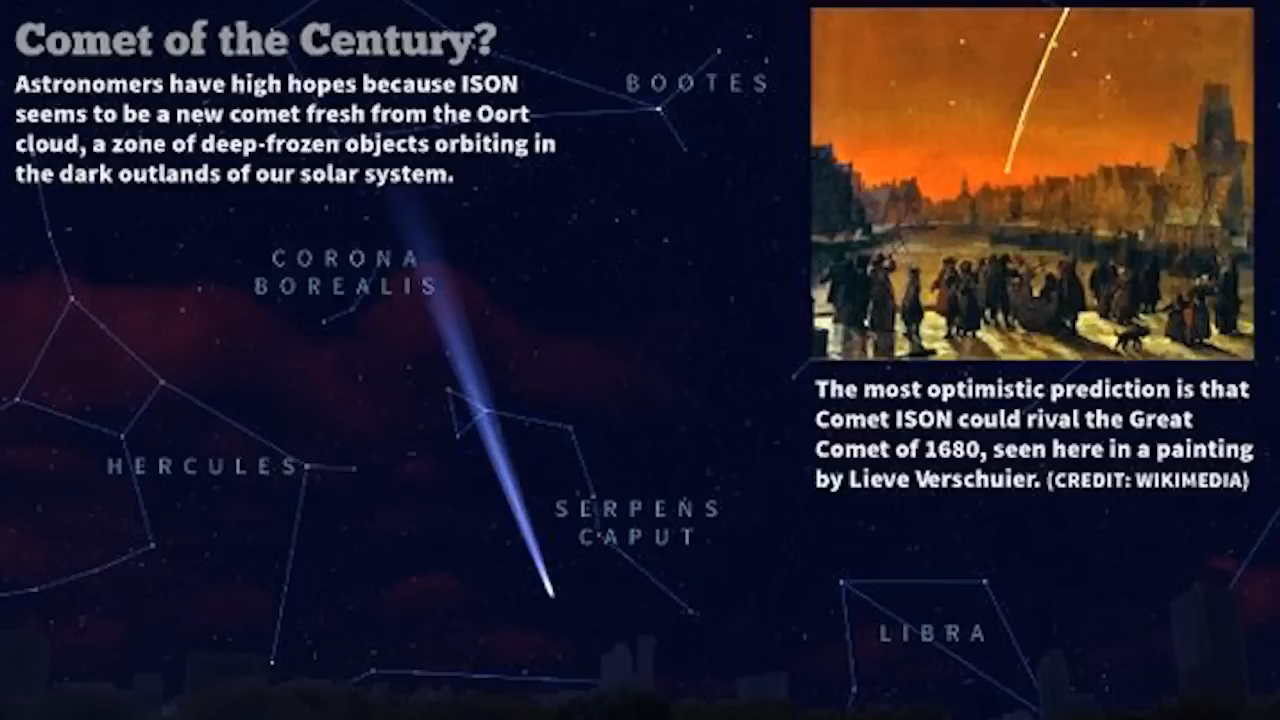 Comet of the Century?
Astronomers have high hopes because ISON
seems to be a new comet fresh from the Oort
cloud, a zone of deep-frozen objects orbiting in
the dark outlands of our solar system.
BOOTES
CORONA
BOREALIS
HERCULES
SERPENS
CAPUT
The most optimistic prediction is that
Comet ISON could rival the Great
Comet of 1680, seen here in a painting
by Lieve Verschuier. (CREDIT: WIKIMEDIA)
LIBRA